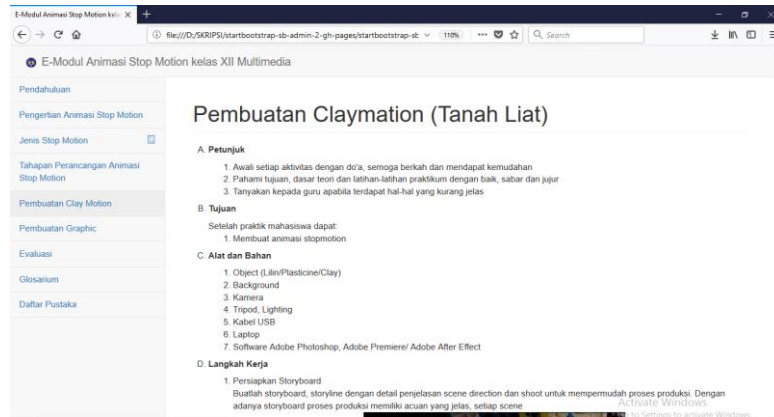 E-Modul Animasi Stop Motion kela
file:///D:/SKRIPSI/startbootstrap-sb-admin-2-gh-pages/startbootstrap-sb
110%
Search
E-Modul Animasi Stop Motion kelas XII Multimedia
Pendahuluan
Pengertian Animasi Stop Motion
Jenis Stop Motion
Tahapan Perancangan Animasi
Stop Motion
Pembuatan Clay Motion
Pembuatan Graphic
Evaluasi
Glosarium
Daftar Pustaka
Pembuatan Claymation (Tanah Liat)
A. Petunjuk
1. Awali setiap aktivitas dengan do'a, semoga berkah dan mendapat kemudahan
2. Pahami tujuan, dasar teori dan latihan-latihan praktikum dengan baik, sabar dan jujur
3. Tanyakan kepada guru apabila terdapat hal-hal yang kurang jelas
B. Tujuan
Setelah praktik mahasiswa dapat:
1. Membuat animasi stopmotion
C. Alat dan Bahan
1. Object (Lilin/Plasticine/Clay)
2. Background
3. Kamera
4. Tripod, Lighting
5. Kabel USB
6. Laptop
7. Software Adobe Photoshop, Adobe Premiere/ Adobe After Effect
D. Langkah Kerja
1. Persiapkan Storyboard
Buatlah storyboard, storyline dengan detail penjelasan scene direction dan shoot untuk mempermudah proses produksi. Dengan
adanya storyboard proses produksi memiliki acuan yang jelas, setiap scene
Activate Windows
to Settings to activate Windows.